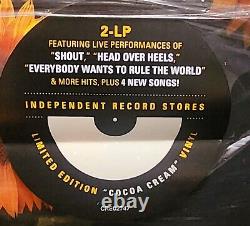 2-LP
FEATURING LIVE PERFORMANCES OF
"SHOUT," "HEAD OVER HEELS,"
"EVERYBODY WANTS TO RULE THE WORLD"
& MORE HITS, PLUS 4 NEW SONGS!
INDEPENDENT RECORD STORES
LIMITED EDITION "COCOA CREAM" VINYL
CRE02747